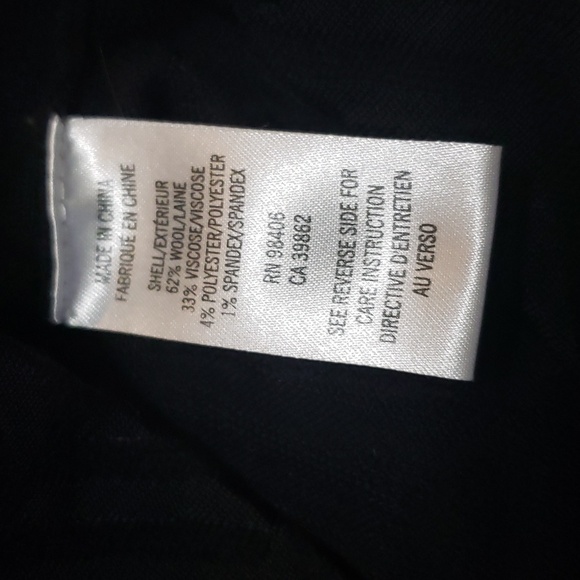 MADE IN CHINA
FABRIQUE EN CHINE
SHELL/EXTÉRIEUR
62% WOOL/LAINE
33% VISCOSE/VISCOSE
4% POLYESTER/POLYESTER
1% SPANDEX/SPANDEX
RN 98406
CA 39862
SEE REVERSE SIDE FOR
CARE INSTRUCTION
DIRECTIVE D'ENTRETIEN
AU VERSO